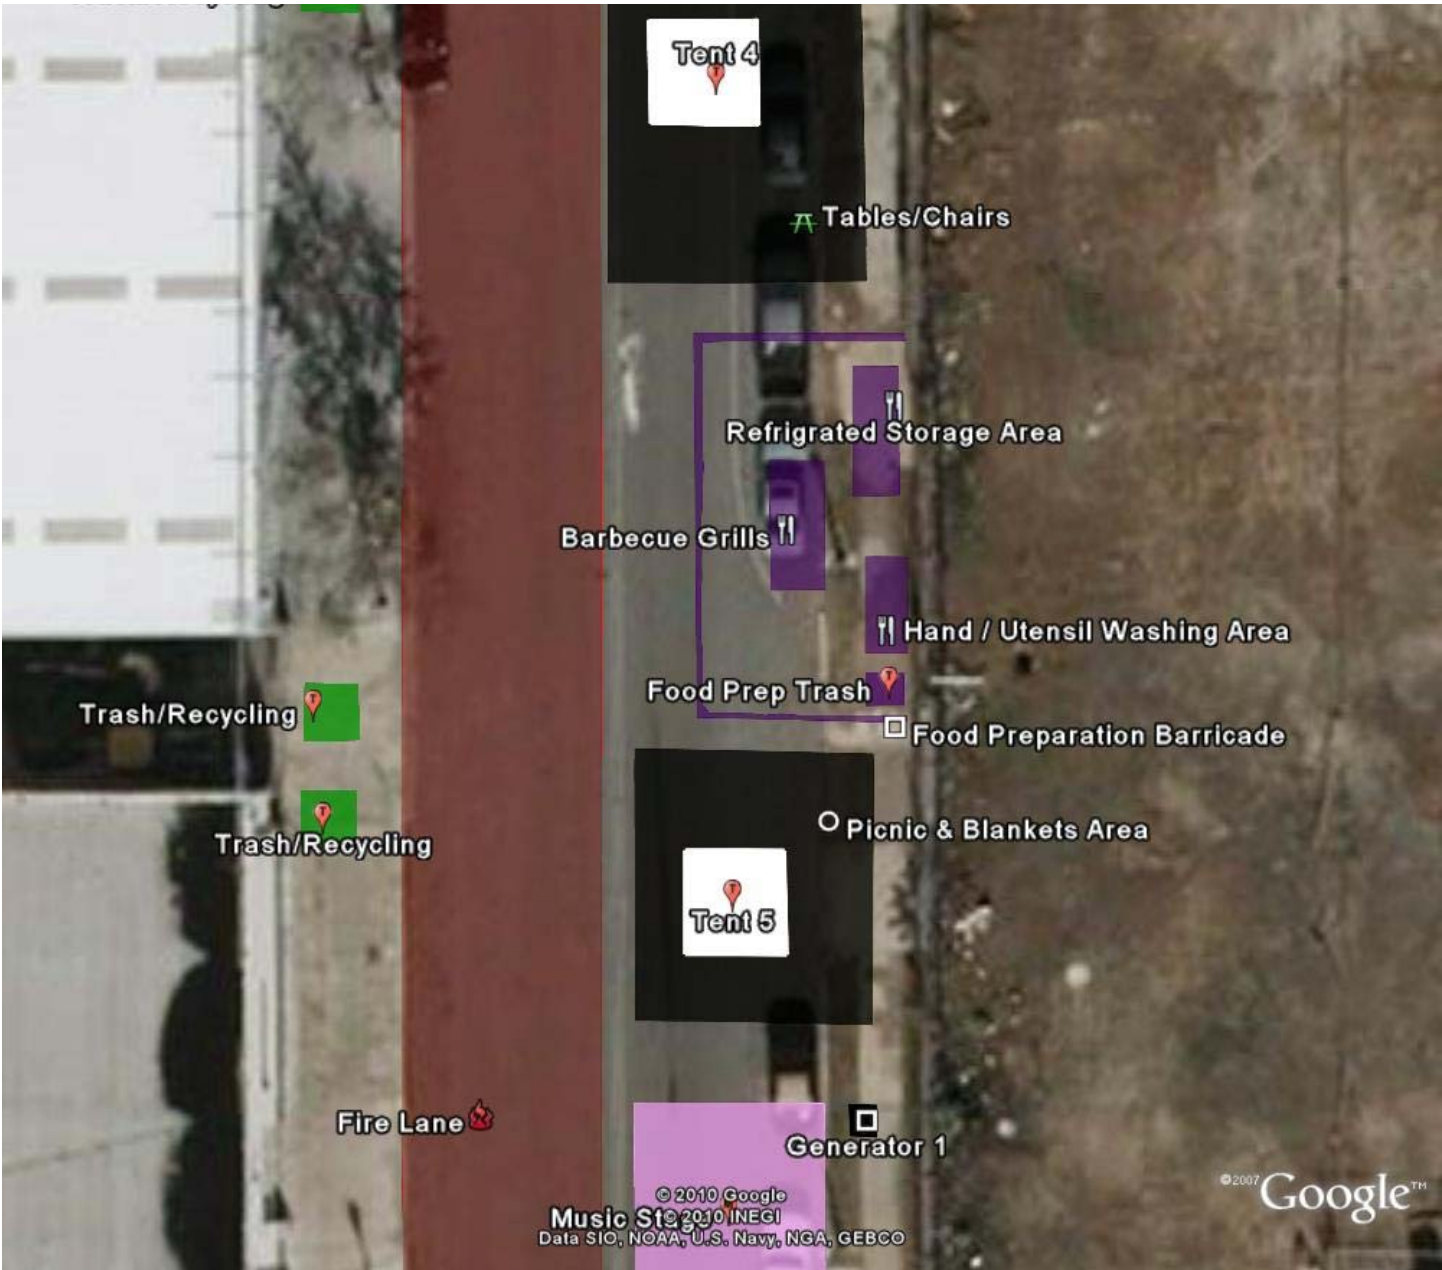 Tent 4
Tables/Chairs
Refrigrated Storage Area
Barbecue Grills
Hand / Utensil Washing Area
Food Prep Trash
Trash/Recycling
Food Preparation Barricade
Picnic & Blankets Area
Trash/Recycling
Tent 5
Fire Lane
Generator 1
©2007 Google™
© 2010 Google
Music Stage
© 2010 INEGI
Data SIO, NOAA, U.S. Navy, NGA, GEBCO